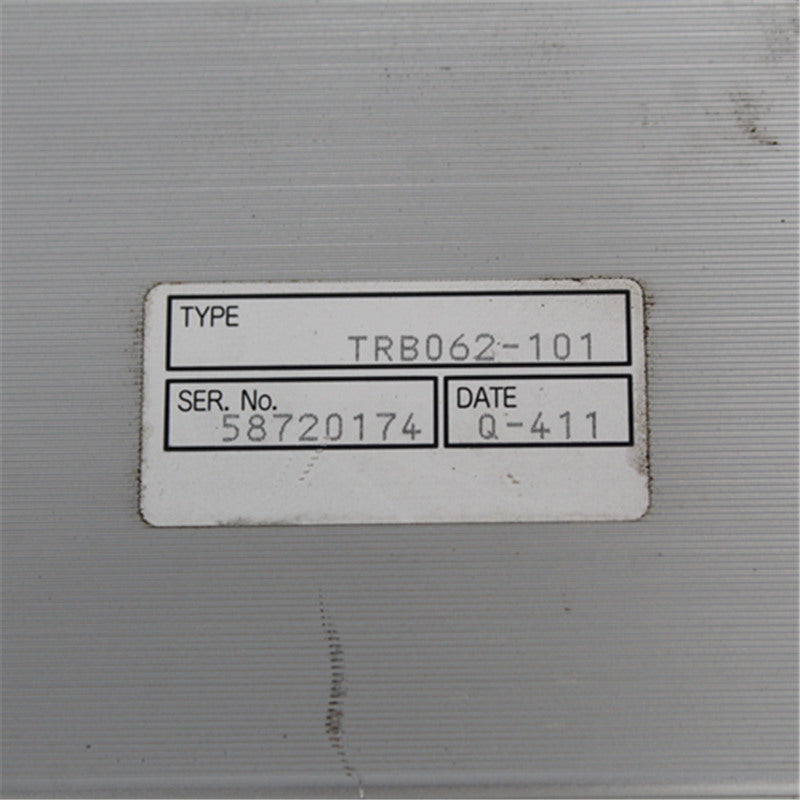 TYPE
TRB062-101
SER. No.
58720174
DATE
Q-411